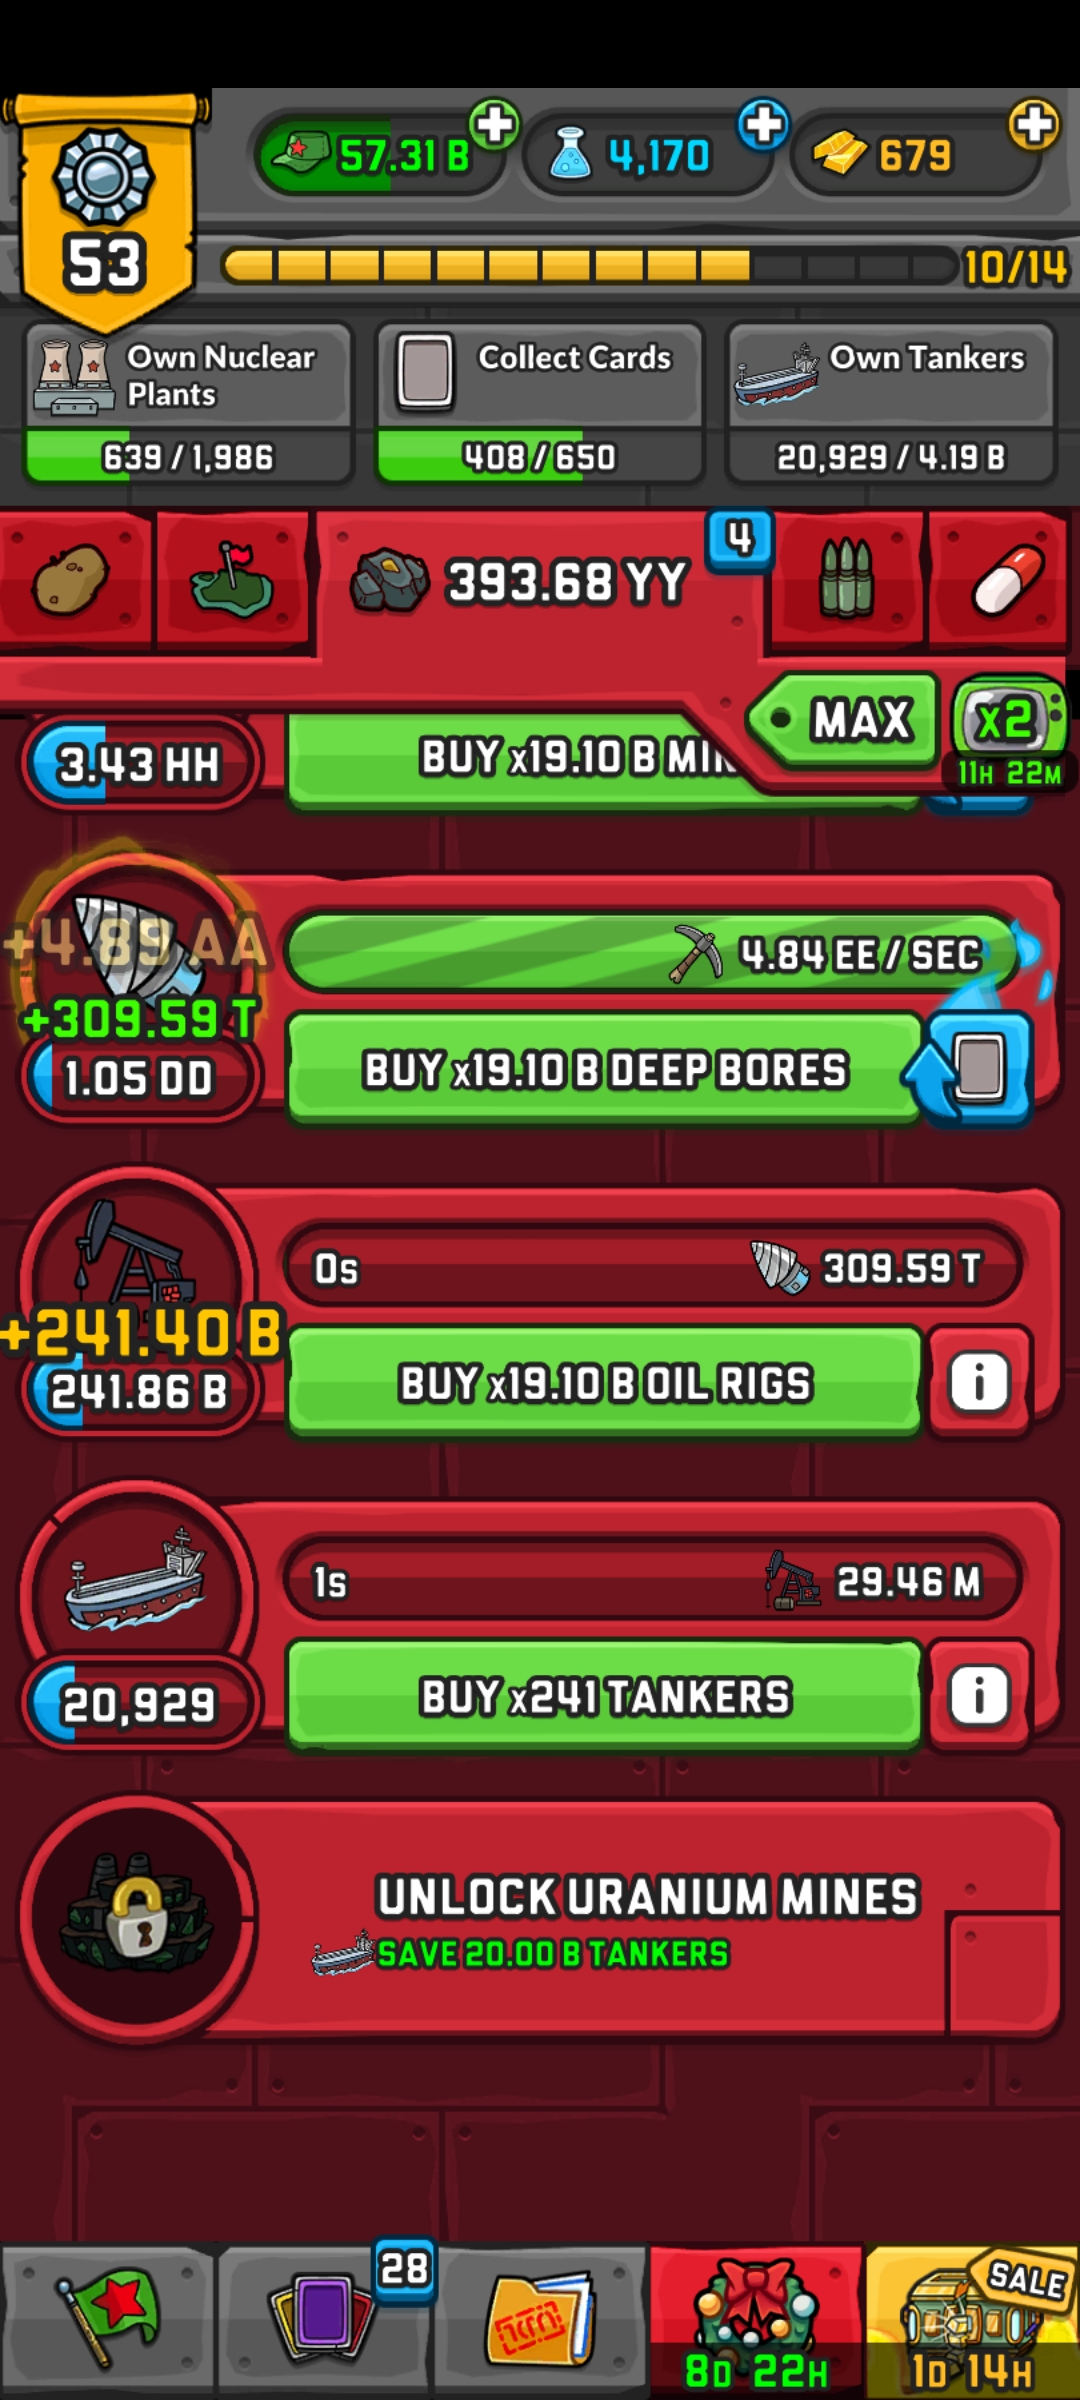 57.31 B
4,170
679
53
10/14
Own Nuclear
Plants
639 / 1,986
Collect Cards
408 / 650
Own Tankers
20,929 / 4.19 B
393.68 YY
4
MAX
x2
11H 22M
3.43 HH
BUY x19.10 B
+4.89 AA
4.84 EE / SEC
+309.59 T
1.05 DD
BUY x19.10 B DEEP BORES
0s
309.59 T
+241.40 B
241.86 B
BUY x19.10 B OIL RIGS
i
1s
29.46 M
20,929
BUY x241 TANKERS
i
UNLOCK URANIUM MINES
SAVE 20.00 B TANKERS
28
SALE
8D 22H
1D 14H